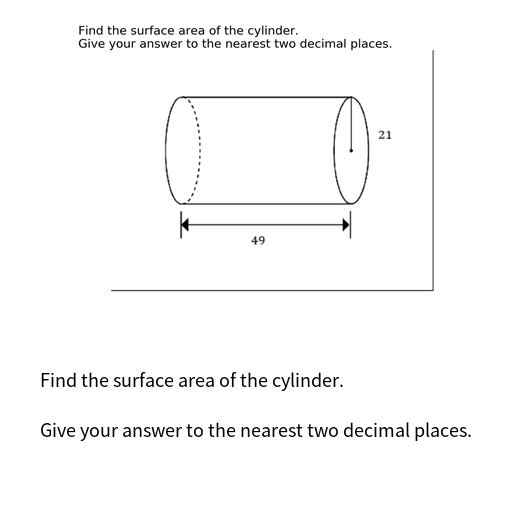 Find the surface area of the cylinder.
Give your answer to the nearest two decimal places.
21
49
Find the surface area of the cylinder.
Give your answer to the nearest two decimal places.